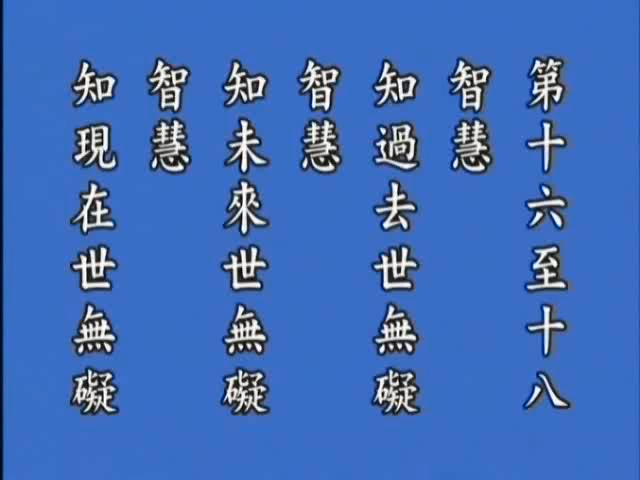 第十六至十八
智慧
知過去世無礙
智慧
知未來世無礙
智慧
知現在世無礙